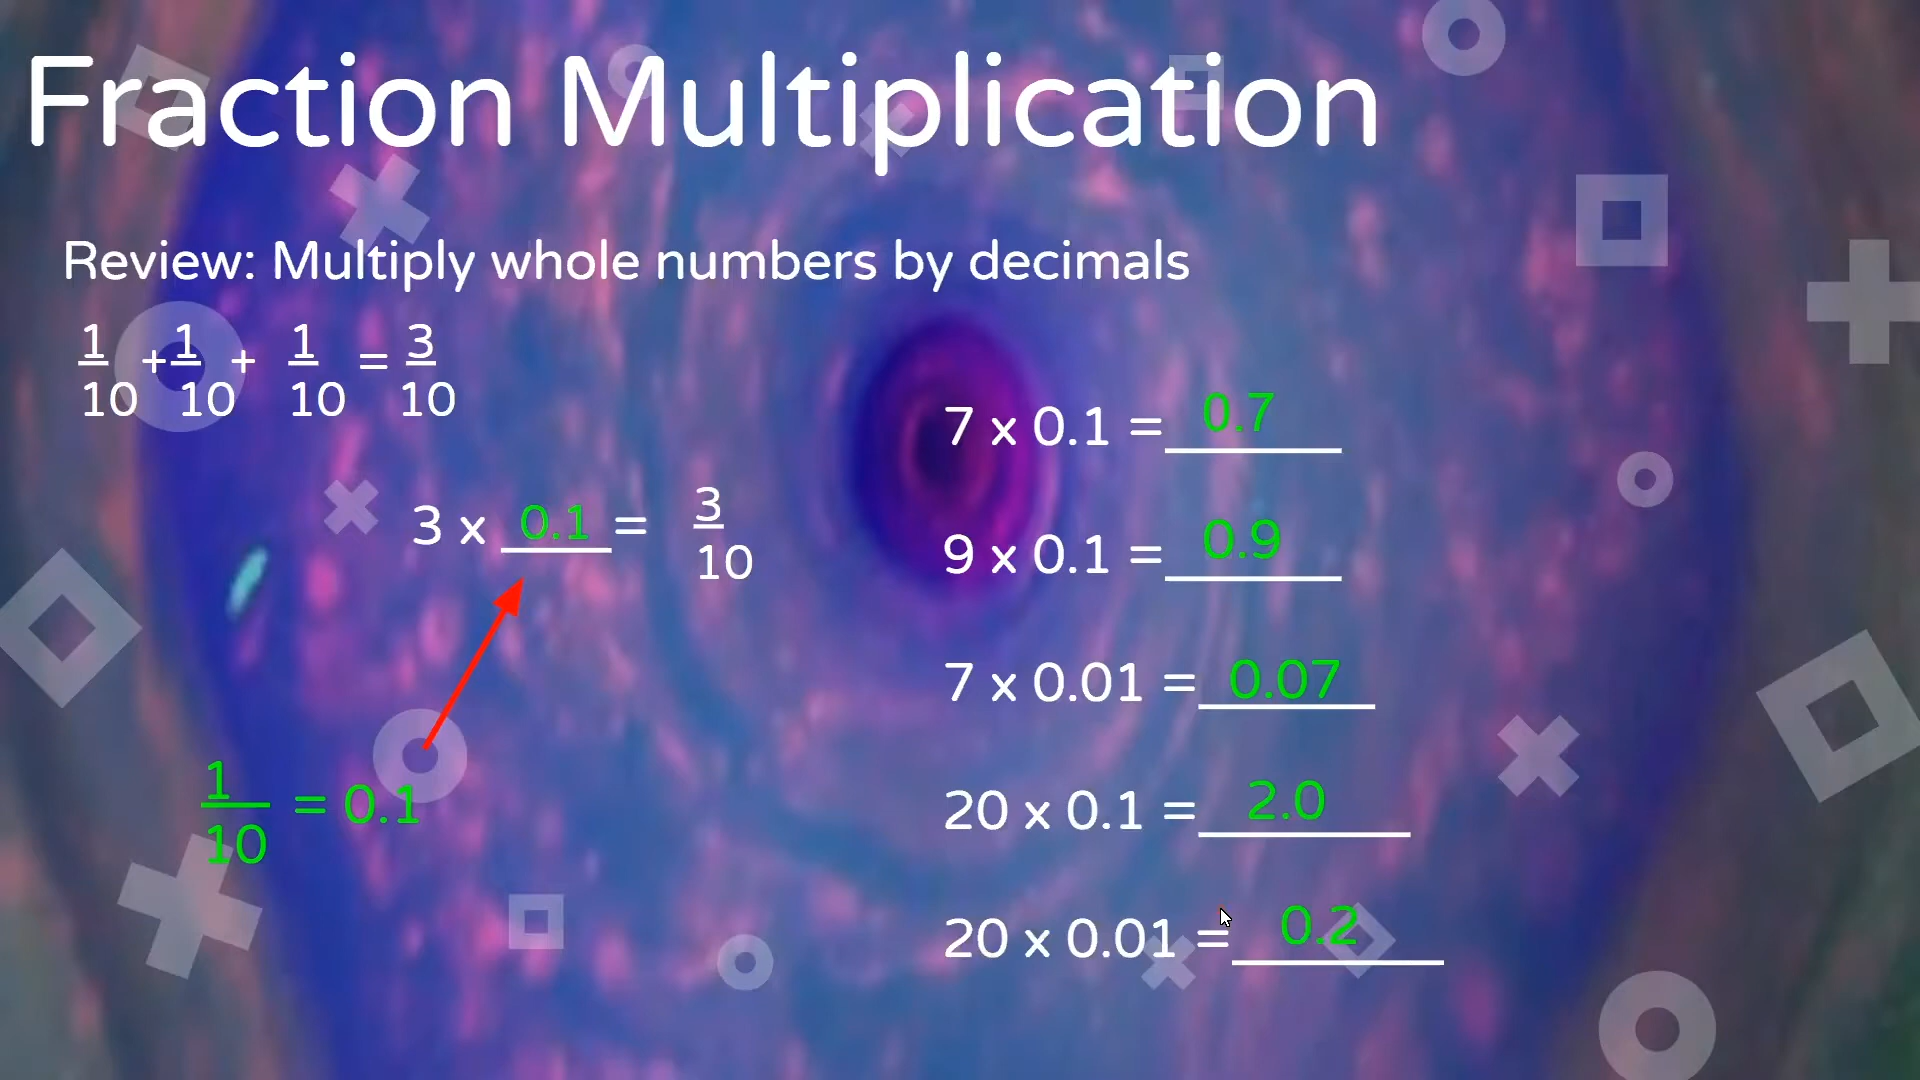 Fraction Multiplication
Review: Multiply whole numbers by decimals
1/10 + 1/10 + 1/10 = 3/10
3 x 0.1 = 3/10
1/10 = 0.1
7 x 0.1 = 0.7
9 x 0.1 = 0.9
7 x 0.01 = 0.07
20 x 0.1 = 2.0
20 x 0.01 = 0.2